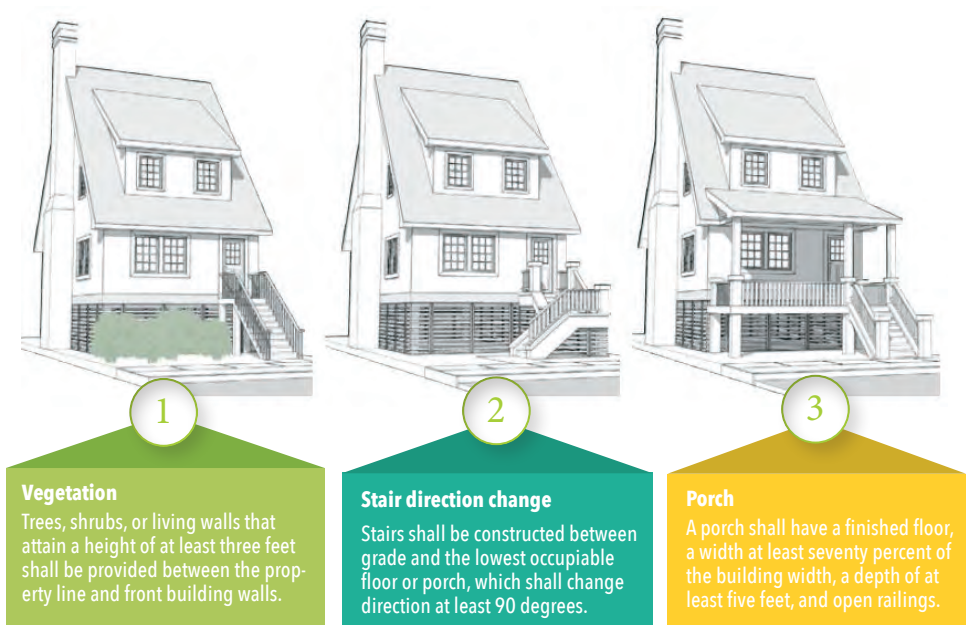 1
Vegetation
Trees, shrubs, or living walls that
attain a height of at least three feet
shall be provided between the prop-
erty line and front building walls.
2
Stair direction change
Stairs shall be constructed between
grade and the lowest occupiable
floor or porch, which shall change
direction at least 90 degrees.
3
Porch
A porch shall have a finished floor,
a width at least seventy percent of
the building width, a depth of at
least five feet, and open railings.